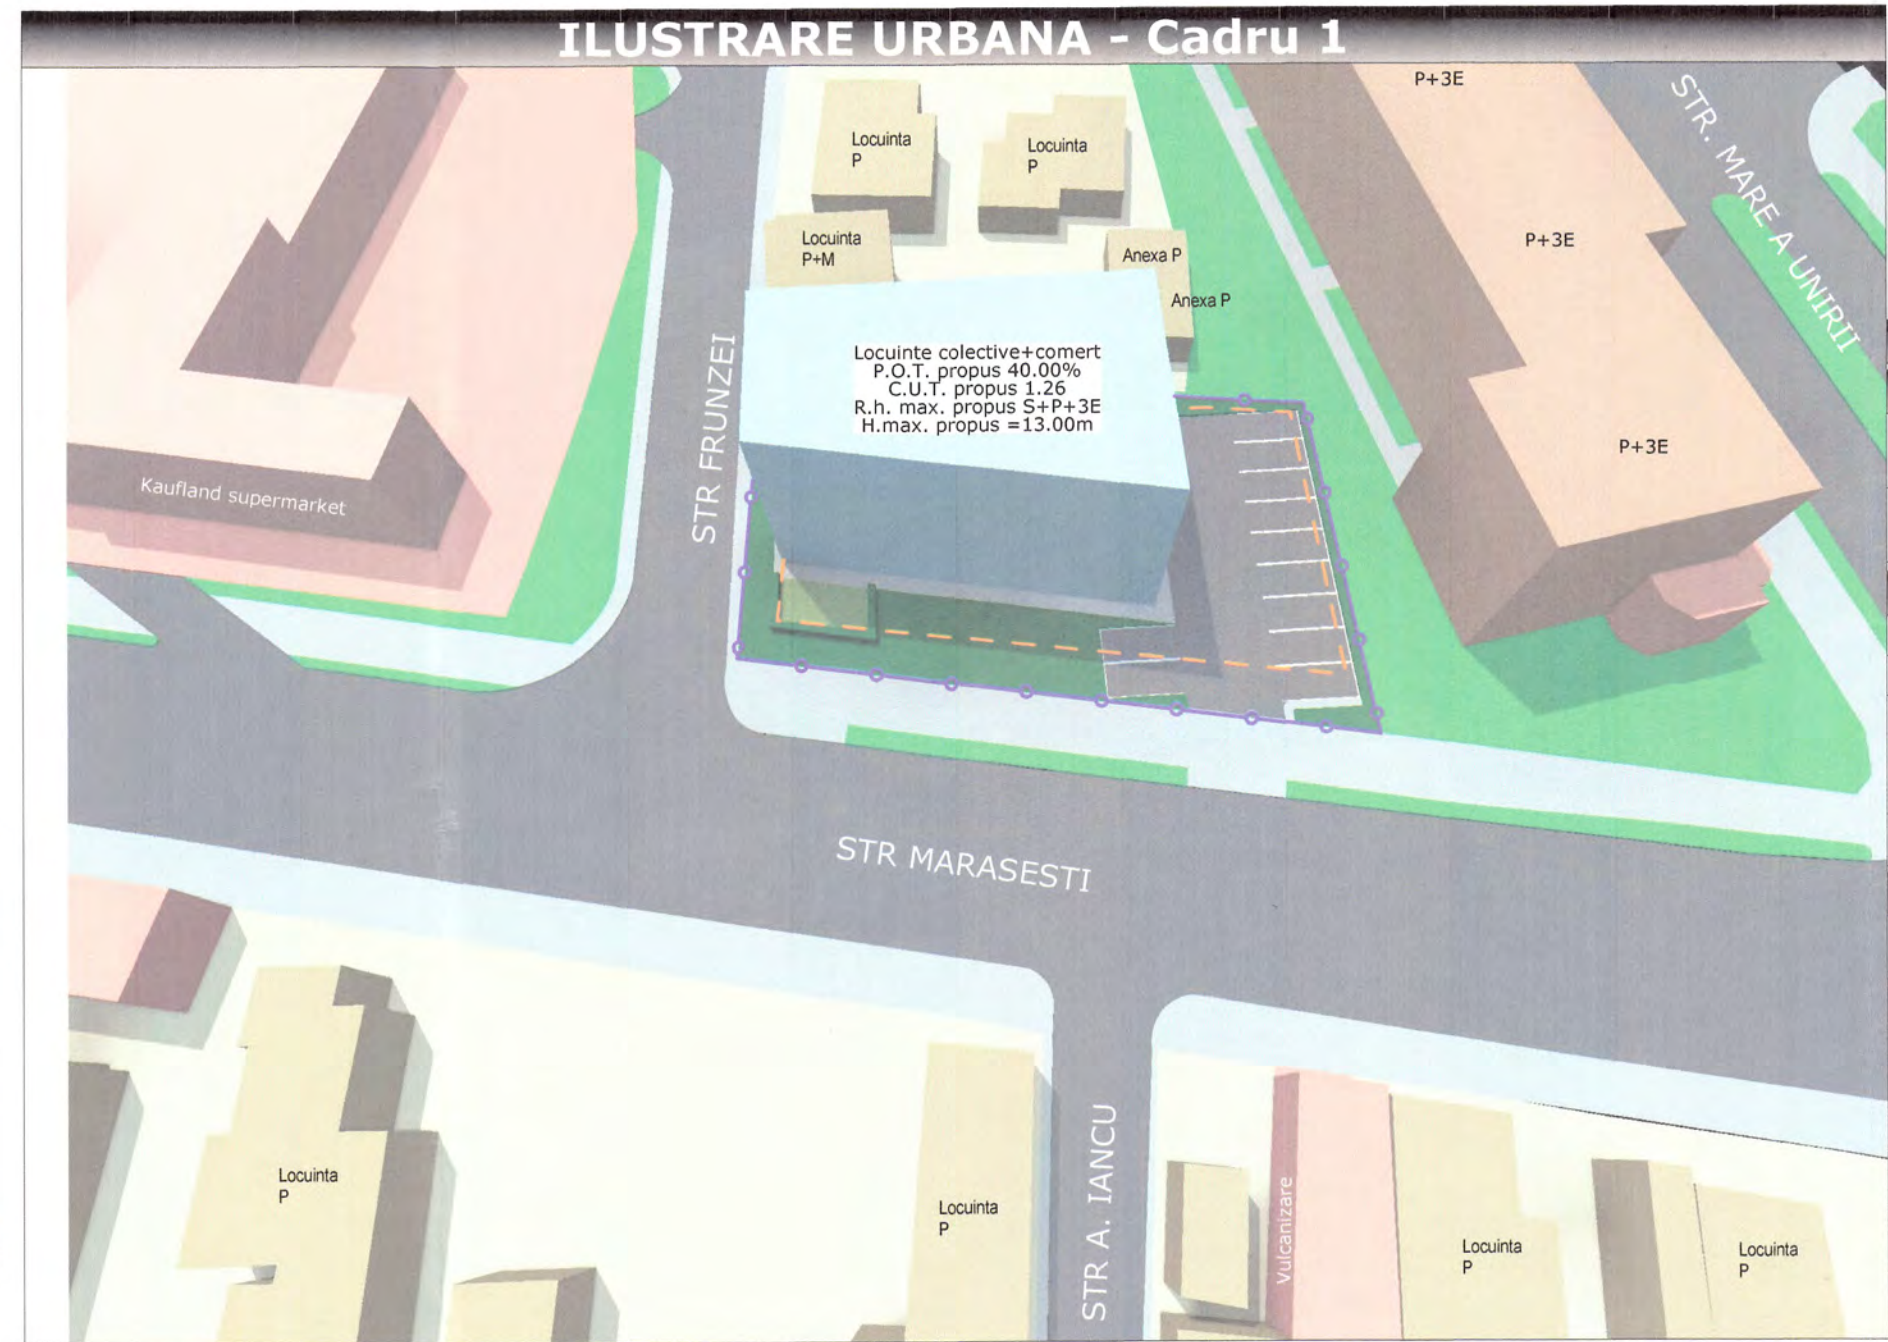 ILUSTRARE URBANA - Cadru 1
P+3E
STR. MARE A UNIRII
Locuinta
P
Locuinta
P
Locuinta
P+M
Anexa P
Anexa P
P+3E
STR FRUNZEI
Locuinte colective+comert
P.O.T. propus 40.00%
C.U.T. propus 1.26
R.h. max. propus S+P+3E
H.max. propus =13.00m
P+3E
Kaufland supermarket
STR MARASESTI
Locuinta
P
Locuinta
P
STR A. IANCU
Vulcanizare
Locuinta
P
Locuinta
P